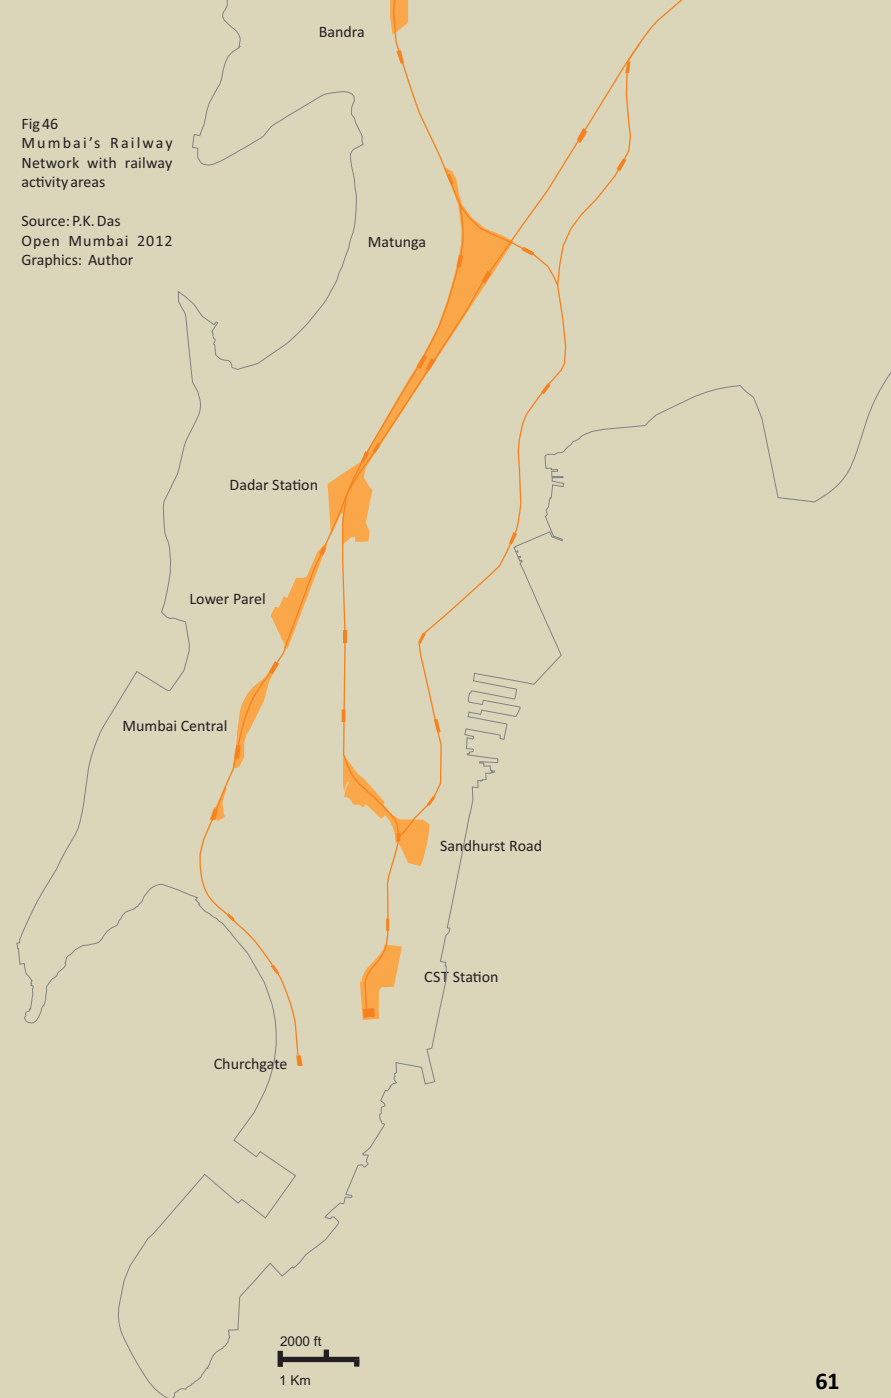 Bandra
Fig 46
Mumbai's Railway
Network with railway
activity areas
Source: P.K. Das
Open Mumbai 2012
Graphics: Author
Matunga
Dadar Station
Lower Parel
Mumbai Central
Sandhurst Road
CST Station
Churchgate
2000 ft
1 Km
61